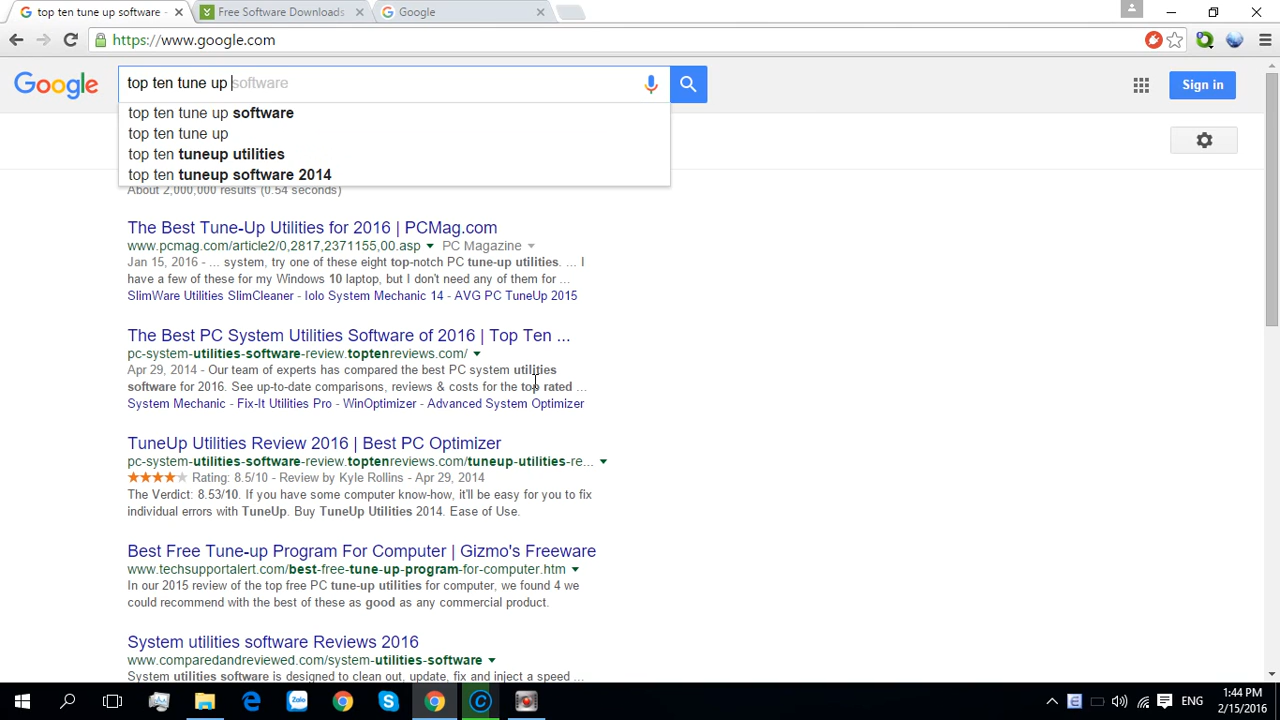 top ten tune up software -
Free Software Downloads
Google
https://www.google.com
Google
top ten tune up software
Sign in
top ten tune up software
top ten tune up
top ten tuneup utilities
top ten tuneup software 2014
About 2,000,000 results (0.54 seconds)
The Best Tune-Up Utilities for 2016 | PCMag.com
www.pcmag.com/article2/0,2817,2371155,00.asp ▼ PC Magazine ▼
Jan 15, 2016 - ... system, try one of these eight top-notch PC tune-up utilities. ... I
have a few of these for my Windows 10 laptop, but I don't need any of them for ...
SlimWare Utilities SlimCleaner - Iolo System Mechanic 14 - AVG PC TuneUp 2015
The Best PC System Utilities Software of 2016 | Top Ten ...
pc-system-utilities-software-review.toptenreviews.com/ ▼
Apr 29, 2014 - Our team of experts has compared the best PC system utilities
software for 2016. See up-to-date comparisons, reviews & costs for the top rated ...
System Mechanic - Fix-It Utilities Pro - WinOptimizer - Advanced System Optimizer
TuneUp Utilities Review 2016 | Best PC Optimizer
pc-system-utilities-software-review.toptenreviews.com/tuneup-utilities-re... ▼
★★★★★ Rating: 8.5/10 - Review by Kyle Rollins - Apr 29, 2014
The Verdict: 8.53/10. If you have some computer know-how, it'll be easy for you to fix
individual errors with TuneUp. Buy TuneUp Utilities 2014. Ease of Use.
Best Free Tune-up Program For Computer | Gizmo's Freeware
www.techsupportalert.com/best-free-tune-up-program-for-computer.htm ▼
In our 2015 review of the top free PC tune-up utilities for computer, we found 4 we
could recommend with the best of these as good as any commercial product.
System utilities software Reviews 2016
www.comparedandreviewed.com/system-utilities-software ▼
System utilities software is designed to clean out, update, fix and inject a speed ...
Zalo
ENG
1:44 PM
2/15/2016